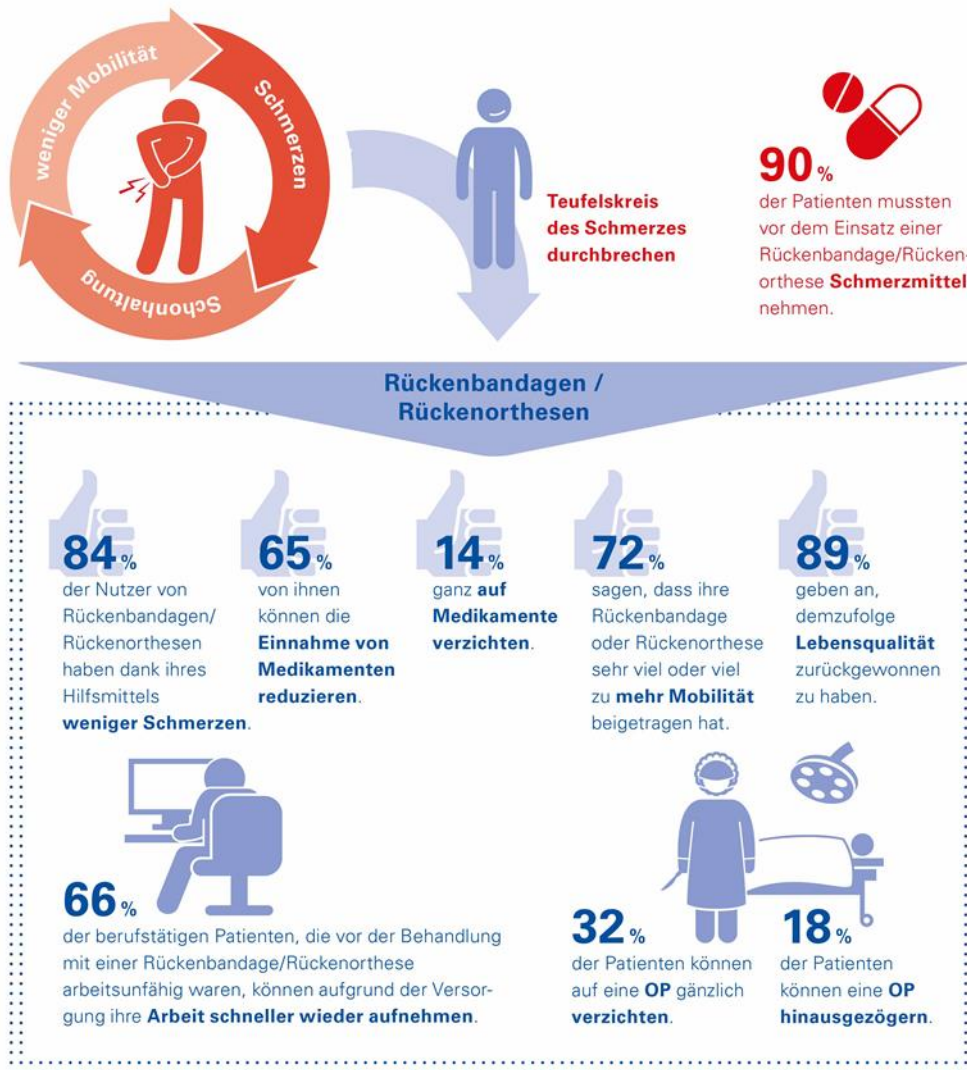 weniger Mobilität
Schmerzen
Schonhaltung
Teufelskreis
des Schmerzes
durchbrechen
90 %
der Patienten mussten
vor dem Einsatz einer
Rückenbandage/Rücken-
orthese Schmerzmittel
nehmen.
Rückenbandagen /
Rückenorthesen
84 %
der Nutzer von
Rückenbandagen/
Rückenorthesen
haben dank ihres
Hilfsmittels
weniger Schmerzen.
65 %
von ihnen
können die
Einnahme von
Medikamenten
reduzieren.
14 %
ganz auf
Medikamente
verzichten.
72 %
sagen, dass ihre
Rückenbandage
oder Rückenorthese
sehr viel oder viel
zu mehr Mobilität
beigetragen hat.
89 %
geben an,
demzufolge
Lebensqualität
zurückgewonnen
zu haben.
66 %
der berufstätigen Patienten, die vor der Behandlung
mit einer Rückenbandage/Rückenorthese
arbeitsunfähig waren, können aufgrund der Versor-
gung ihre Arbeit schneller wieder aufnehmen.
32 %
der Patienten können
auf eine OP gänzlich
verzichten.
18 %
der Patienten
können eine OP
hinausgezögern.